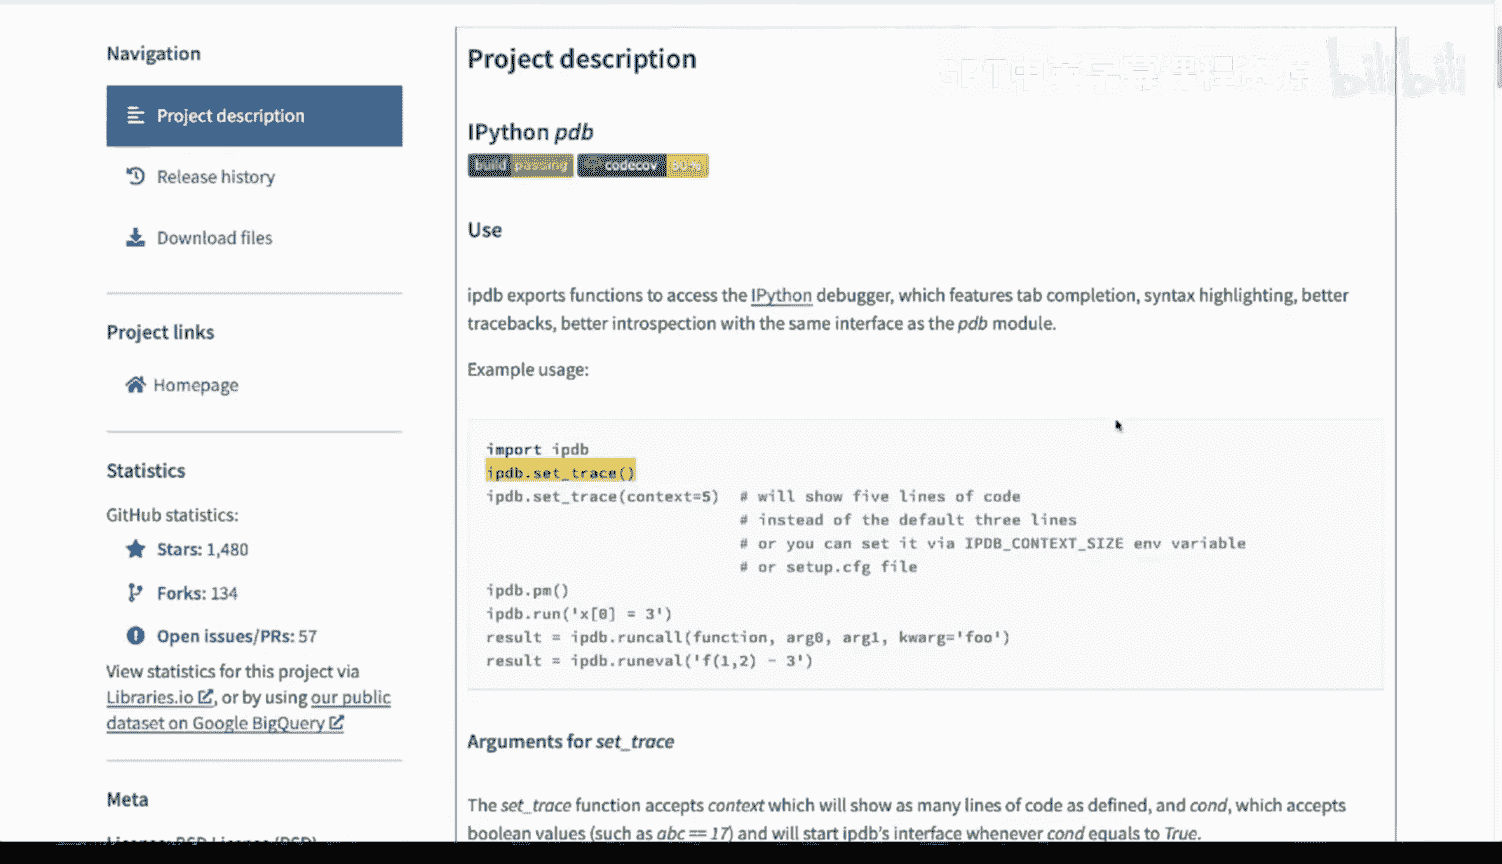 Navigation
Project description
Release history
Download files
Project links
Homepage
Statistics
GitHub statistics:
Stars: 1,480
Forks: 134
Open issues/PRs: 57
View statistics for this project via
Libraries.io, or by using our public
dataset on Google BigQuery
Meta
Project description
bilibili
IPython pdb
build passing codecov
Use
ipdb exports functions to access the IPython debugger, which features tab completion, syntax highlighting, better
tracebacks, better introspection with the same interface as the pdb module.
Example usage:
import ipdb
ipdb.set_trace()
ipdb.set_trace(context=5)  # will show five lines of code
# instead of the default three lines
# or you can set it via IPDB_CONTEXT_SIZE env variable
# or setup.cfg file
ipdb.pm()
ipdb.run('x[0] = 3')
result = ipdb.runcall(function, arg0, arg1, kwarg='foo')
result = ipdb.runeval('f(1,2) - 3')
Arguments for set_trace
The set_trace function accepts context which will show as many lines of code as defined, and cond, which accepts
boolean values (such as abc == 17) and will start ipdb's interface whenever cond equals to True.